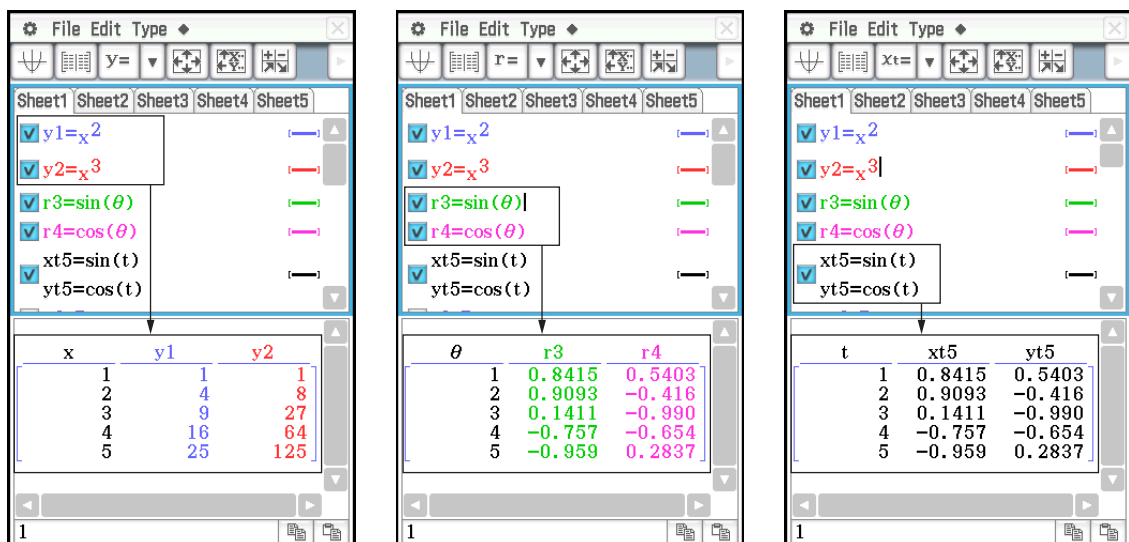 File Edit Type ◆
y=
Sheet1 Sheet2 Sheet3 Sheet4 Sheet5
y1=x^2
y2=x^3
r3=sin(θ)
r4=cos(θ)
xt5=sin(t)
yt5=cos(t)
x y1 y2
1 1 1
2 4 8
3 9 27
4 16 64
5 25 125
1
File Edit Type ◆
r=
Sheet1 Sheet2 Sheet3 Sheet4 Sheet5
y1=x^2
y2=x^3
r3=sin(θ)
r4=cos(θ)
xt5=sin(t)
yt5=cos(t)
θ r3 r4
1 0.8415 0.5403
2 0.9093 -0.416
3 0.1411 -0.990
4 -0.757 -0.654
5 -0.959 0.2837
1
File Edit Type ◆
xt=
Sheet1 Sheet2 Sheet3 Sheet4 Sheet5
y1=x^2
y2=x^3
r3=sin(θ)
r4=cos(θ)
xt5=sin(t)
yt5=cos(t)
t xt5 yt5
1 0.8415 0.5403
2 0.9093 -0.416
3 0.1411 -0.990
4 -0.757 -0.654
5 -0.959 0.2837
1